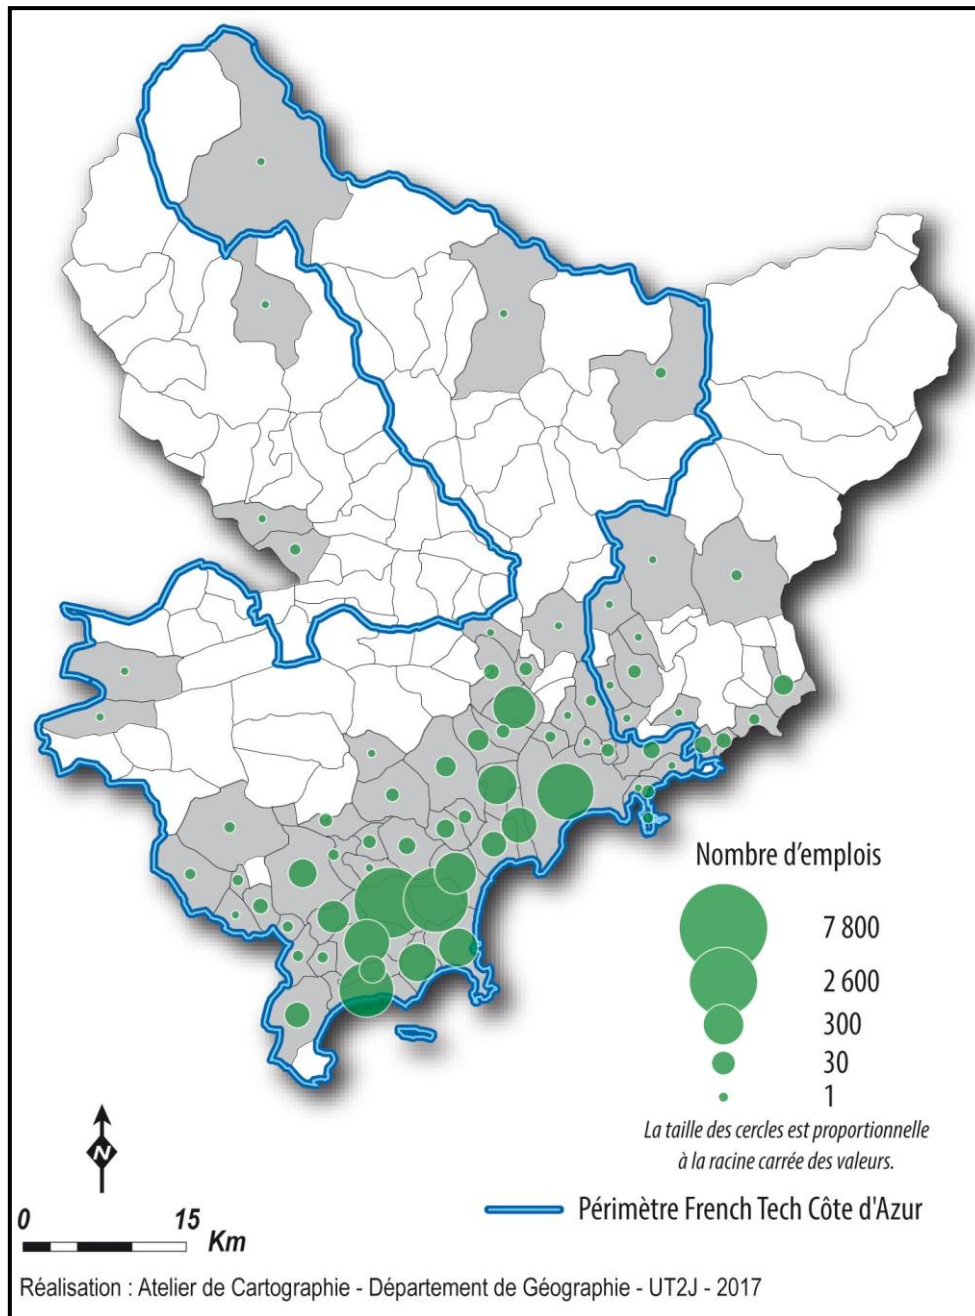 Nombre d’emplois
7 800
2 600
300
30
1
La taille des cercles est proportionnelle
à la racine carrée des valeurs.
N
Périmètre French Tech Côte d'Azur
0 15
Km
Réalisation : Atelier de Cartographie - Département de Géographie - UT2J - 2017